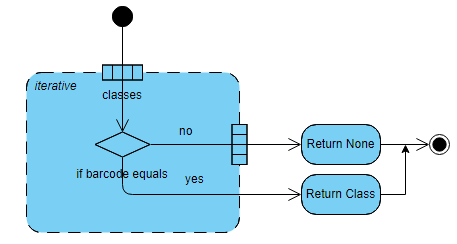 iterative
classes
no
Return None
if barcode equals
yes
Return Class